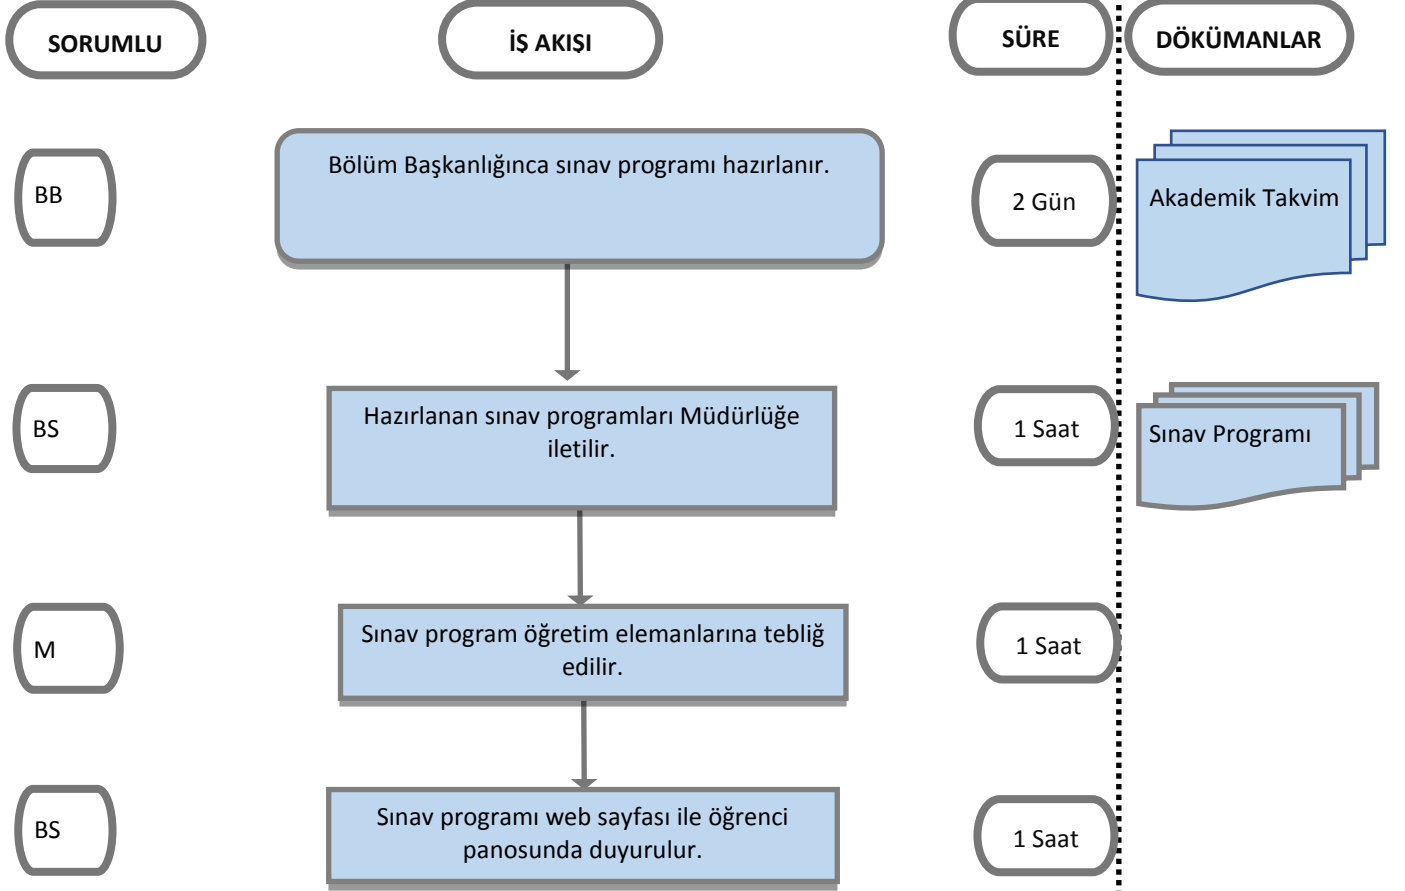 SORUMLU
İŞ AKIŞI
SÜRE
DÖKÜMANLAR
BB
Bölüm Başkanlığınca sınav programı hazırlanır.
2 Gün
Akademik Takvim
BS
Hazırlanan sınav programları Müdürlüğe
iletilir.
1 Saat
Sınav Programı
M
Sınav program öğretim elemanlarına tebliğ
edilir.
1 Saat
BS
Sınav programı web sayfası ile öğrenci
panosunda duyurulur.
1 Saat